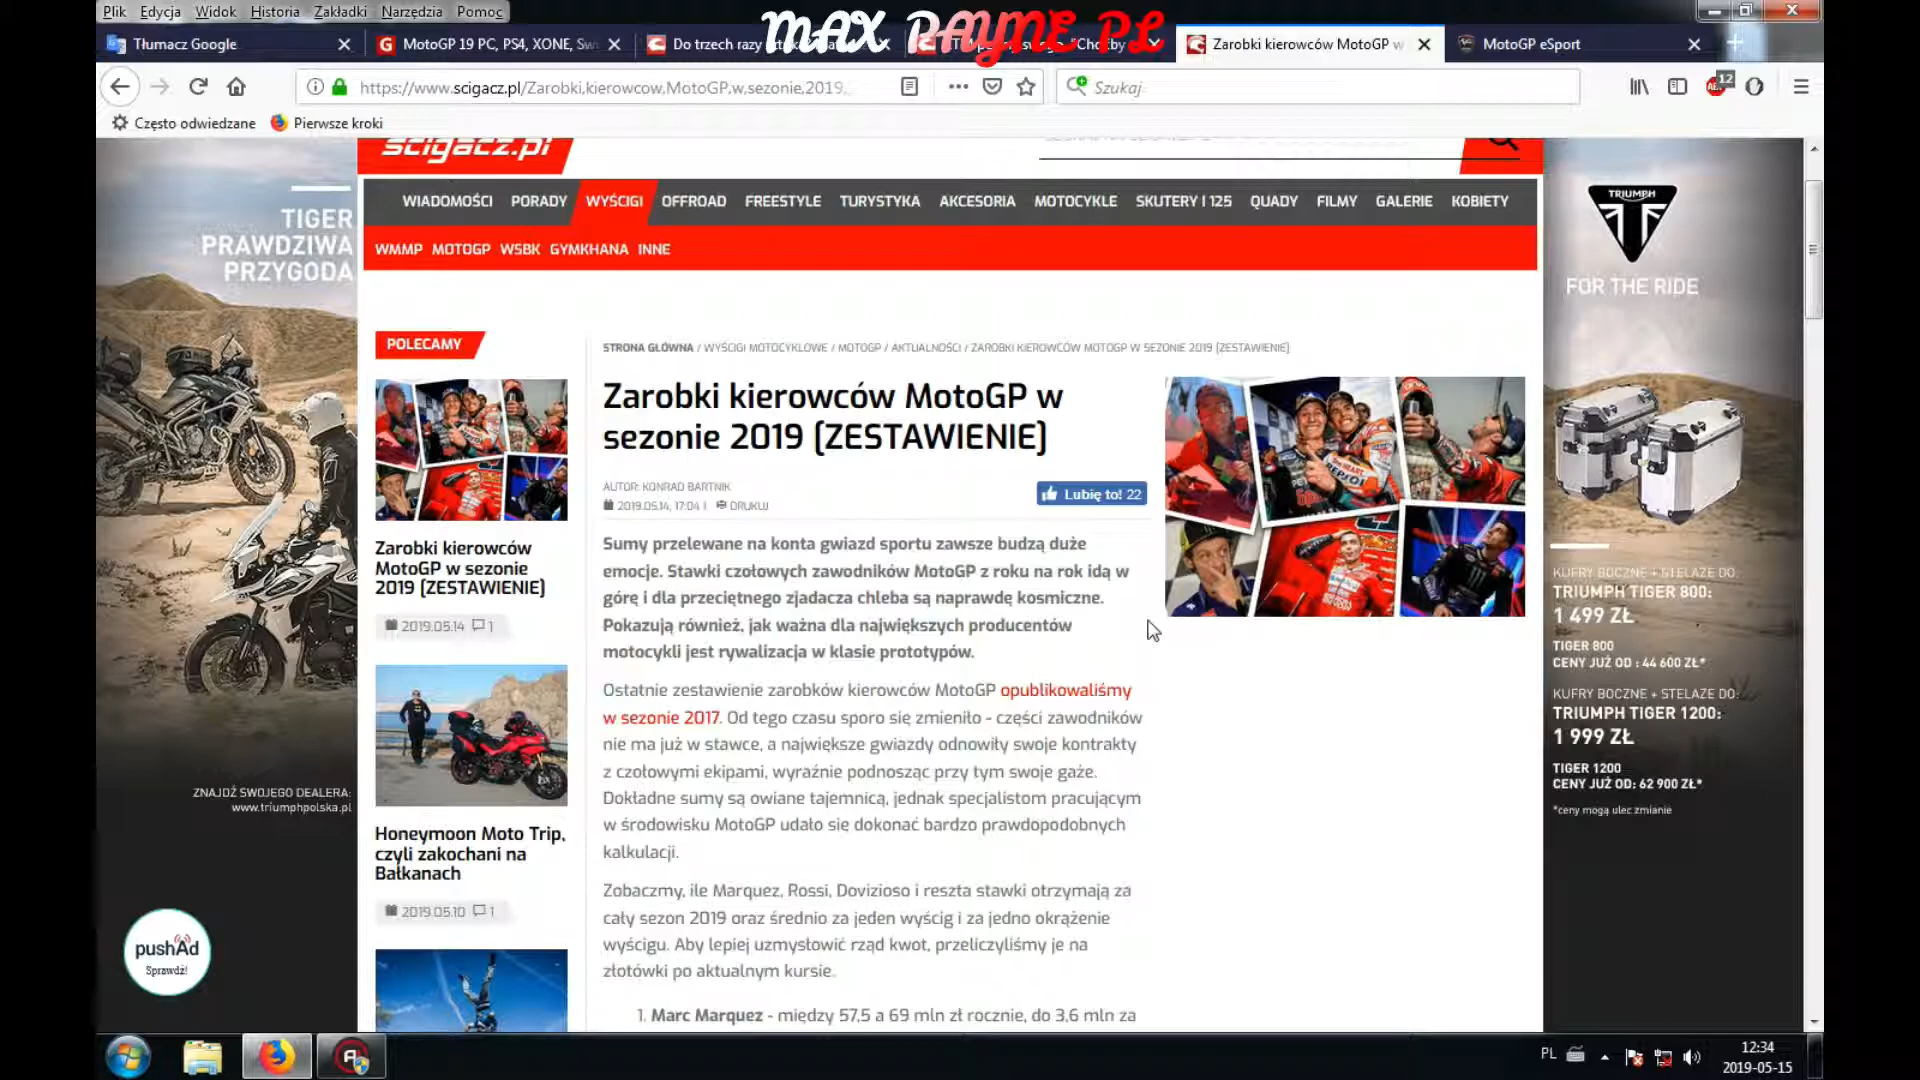 Plik Edycja Widok Historia Zakładki Narzędzia Pomoc
MAX PAYNE PL
Tłumacz Google
MotoGP 19 PC, PS4, XONE, Sw
Do trzech razy
"Choćby
Zarobki kierowców MotoGP w
MotoGP eSport
https://www.scigacz.pl/Zarobki,kierowcow,MotoGP,w,sezonie,2019,
Szukaj
12
Często odwiedzane
Pierwsze kroki
scigacz.pl
WIADOMOŚCI PORADY WYŚCIGI OFFROAD FREESTYLE TURYSTYKA AKCESORIA MOTOCYKLE SKUTERY I 125 QUADY FILMY GALERIE KOBIETY
WMMP MOTOGP WSBK GYMKHANA INNE
TIGER
PRAWDZIWA
PRZYGODA
ZNAJDŹ SWOJEGO DEALERA:
www.triumphpolska.pl
pushAd
Sprawdź!
POLECAMY
Zarobki kierowców
MotoGP w sezonie
2019 [ZESTAWIENIE]
2019.05.14 1
Honeymoon Moto Trip,
czyli zakochani na
Bałkanach
2019.05.10 1
STRONA GŁÓWNA / WYŚCIGI MOTOCYKLOWE / MOTOGP / AKTUALNOŚCI / ZAROBKI KIEROWCÓW MOTOGP W SEZONIE 2019 [ZESTAWIENIE]
Zarobki kierowców MotoGP w
sezonie 2019 [ZESTAWIENIE]
AUTOR: KONRAD BARTNIK
2019.05.14, 17:04 | DRUKUJ
Lubię to! 22
Sumy przelewane na konta gwiazd sportu zawsze budzą duże
emocje. Stawki czołowych zawodników MotoGP z roku na rok idą w
górę i dla przeciętnego zjadacza chleba są naprawdę kosmiczne.
Pokazują również, jak ważna dla największych producentów
motocykli jest rywalizacja w klasie prototypów.
Ostatnie zestawienie zarobków kierowców MotoGP opublikowaliśmy
w sezonie 2017. Od tego czasu sporo się zmieniło - części zawodników
nie ma już w stawce, a największe gwiazdy odnowiły swoje kontrakty
z czołowymi ekipami, wyraźnie podnosząc przy tym swoje gaże.
Dokładne sumy są owiane tajemnicą, jednak specjalistom pracującym
w środowisku MotoGP udało się dokonać bardzo prawdopodobnych
kalkulacji.
Zobaczmy, ile Marquez, Rossi, Dovizioso i reszta stawki otrzymają za
cały sezon 2019 oraz średnio za jeden wyścig i za jedno okrążenie
wyścigu. Aby lepiej uzmysłowić rząd kwot, przeliczyliśmy je na
złotówki po aktualnym kursie.
1. Marc Marquez - między 57,5 a 69 mln zł rocznie, do 3,6 mln za
TRIUMPH
FOR THE RIDE
KUFRY BOCZNE + STELAŻE DO:
TRIUMPH TIGER 800:
1 499 ZŁ
TIGER 800
CENY JUŻ OD : 44 600 ZŁ*
KUFRY BOCZNE + STELAŻE DO:
TRIUMPH TIGER 1200:
1 999 ZŁ
TIGER 1200
CENY JUŻ OD: 62 900 ZŁ*
*ceny mogą ulec zmianie
PL
12:34
2019-05-15